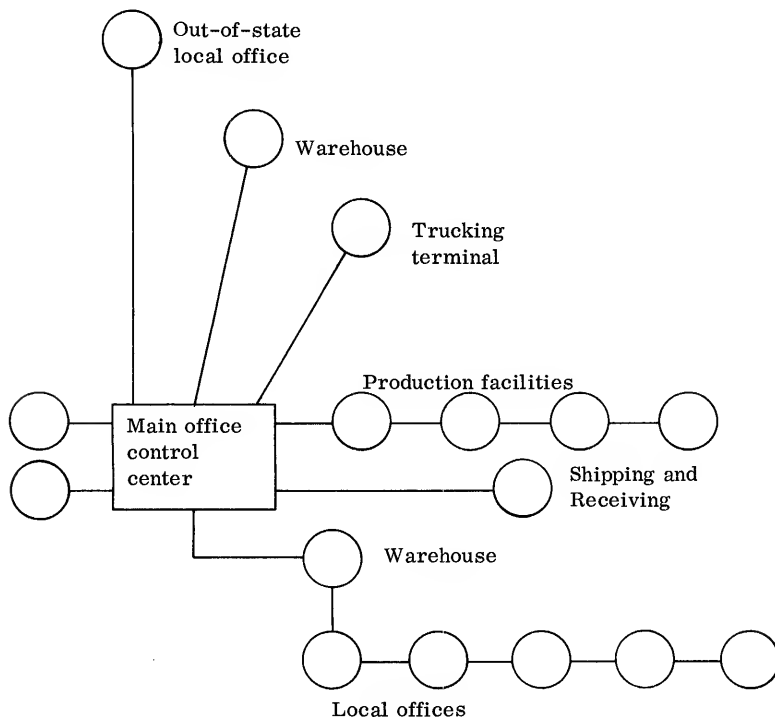 Out-of-state
local office
Warehouse
Trucking
terminal
Production facilities
Main office
control
center
Shipping and
Receiving
Warehouse
Local offices